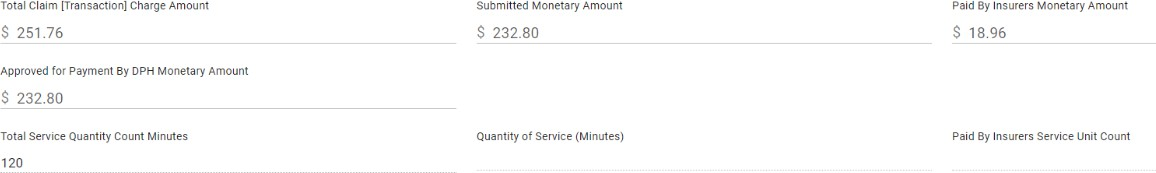 Total Claim [Transaction] Charge Amount Submitted Monetary Amount Paid By Insurers Monetary Amount
$ 251.76 $ 232.80 $ 18.96
Approved for Payment By DPH Monetary Amount
$ 232.80
Total Service Quantity Count Minutes Quantity of Service (Minutes) Paid By Insurers Service Unit Count
120